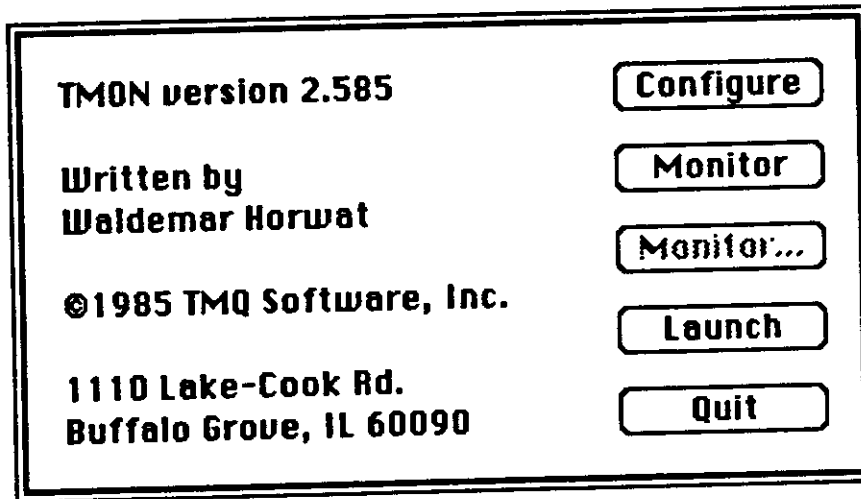 TMON version 2.585
Written by
Waldemar Horwat
©1985 TMQ Software, Inc.
1110 Lake-Cook Rd.
Buffalo Grove, IL 60090
Configure
Monitor
Monitor...
Launch
Quit